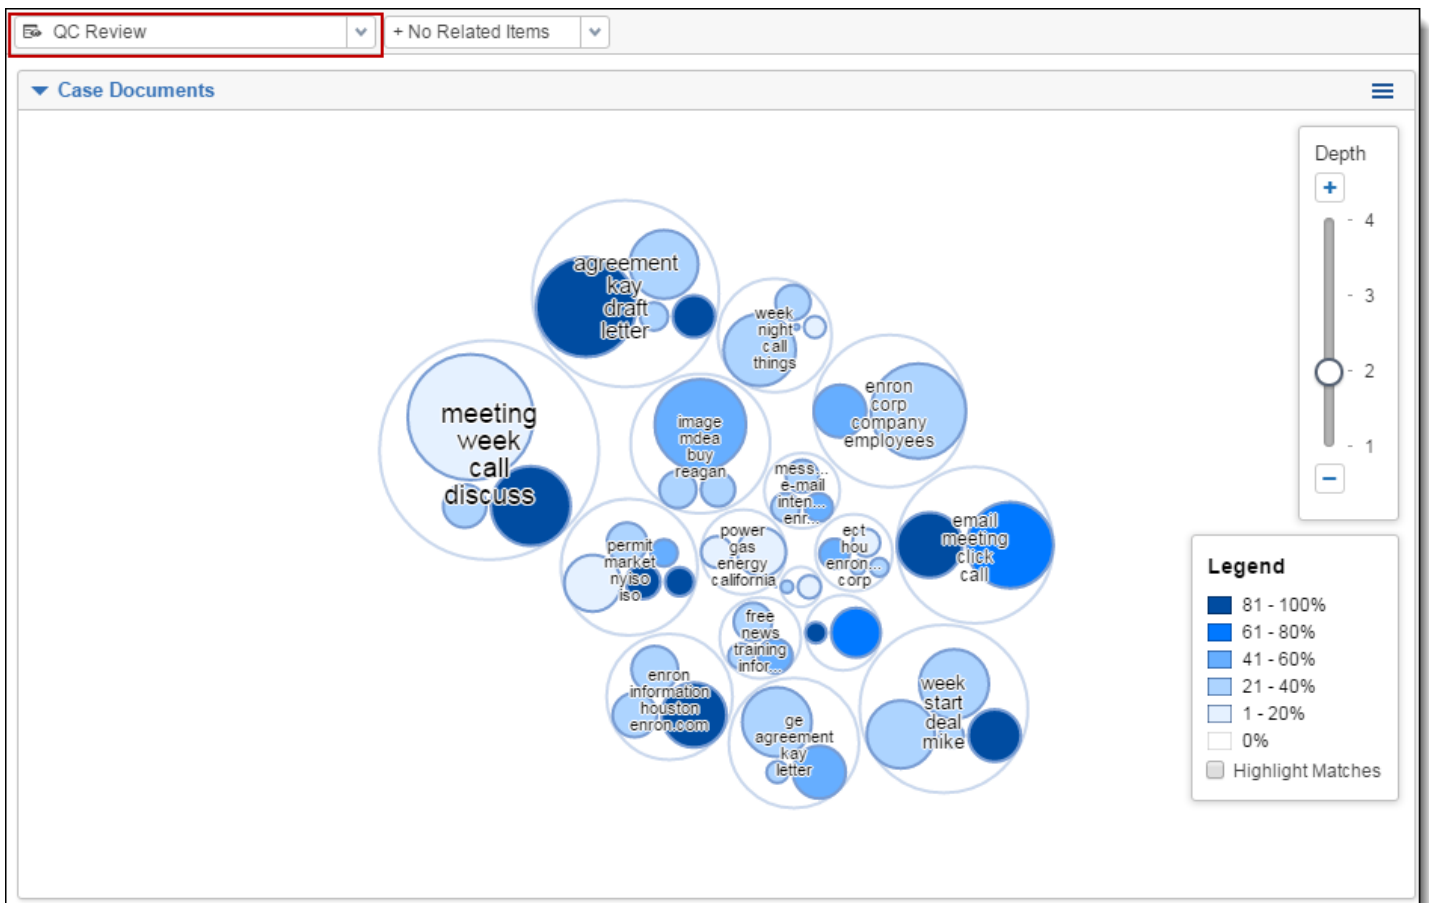 QC Review
+ No Related Items
Case Documents
Depth
+
- 4
- 3
- 2
- 1
−
agreement
kay
draft
letter
week
night
call
things
enron
corp
company
employees
meeting
week
call
discuss
image
mdea
buy
reagan
mess...
e-mail
inten...
enr...
email
meeting
click
call
permit
market
nyiso
iso
power
gas
energy
california
ect
hou
enron...
corp
free
news
training
infor...
enron
information
houston
enron.com
ge
agreement
kay
letter
week
start
deal
mike
Legend
81 - 100%
61 - 80%
41 - 60%
21 - 40%
1 - 20%
0%
Highlight Matches